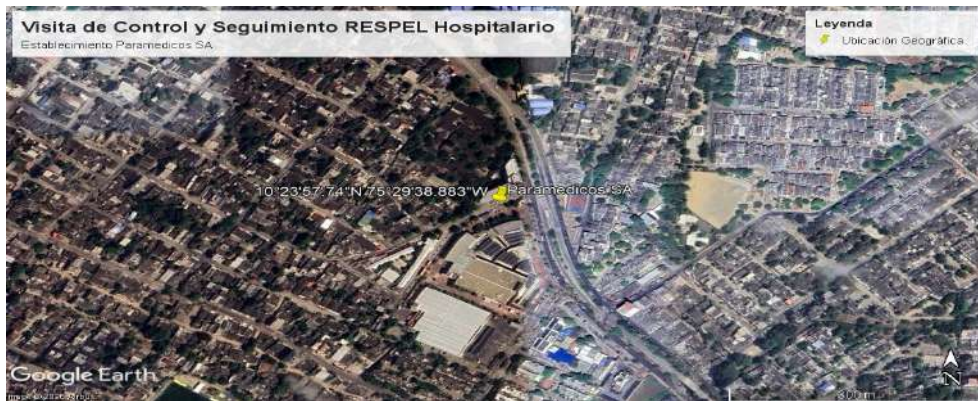 Visita de Control y Seguimiento RESPEL Hospitalario
Establecimiento Paramedicos SA
Leyenda
Ubicación Geográfica
10°23'57.74"N 75°29'38.883"W
Paramedicos SA
Google Earth
300 m
N